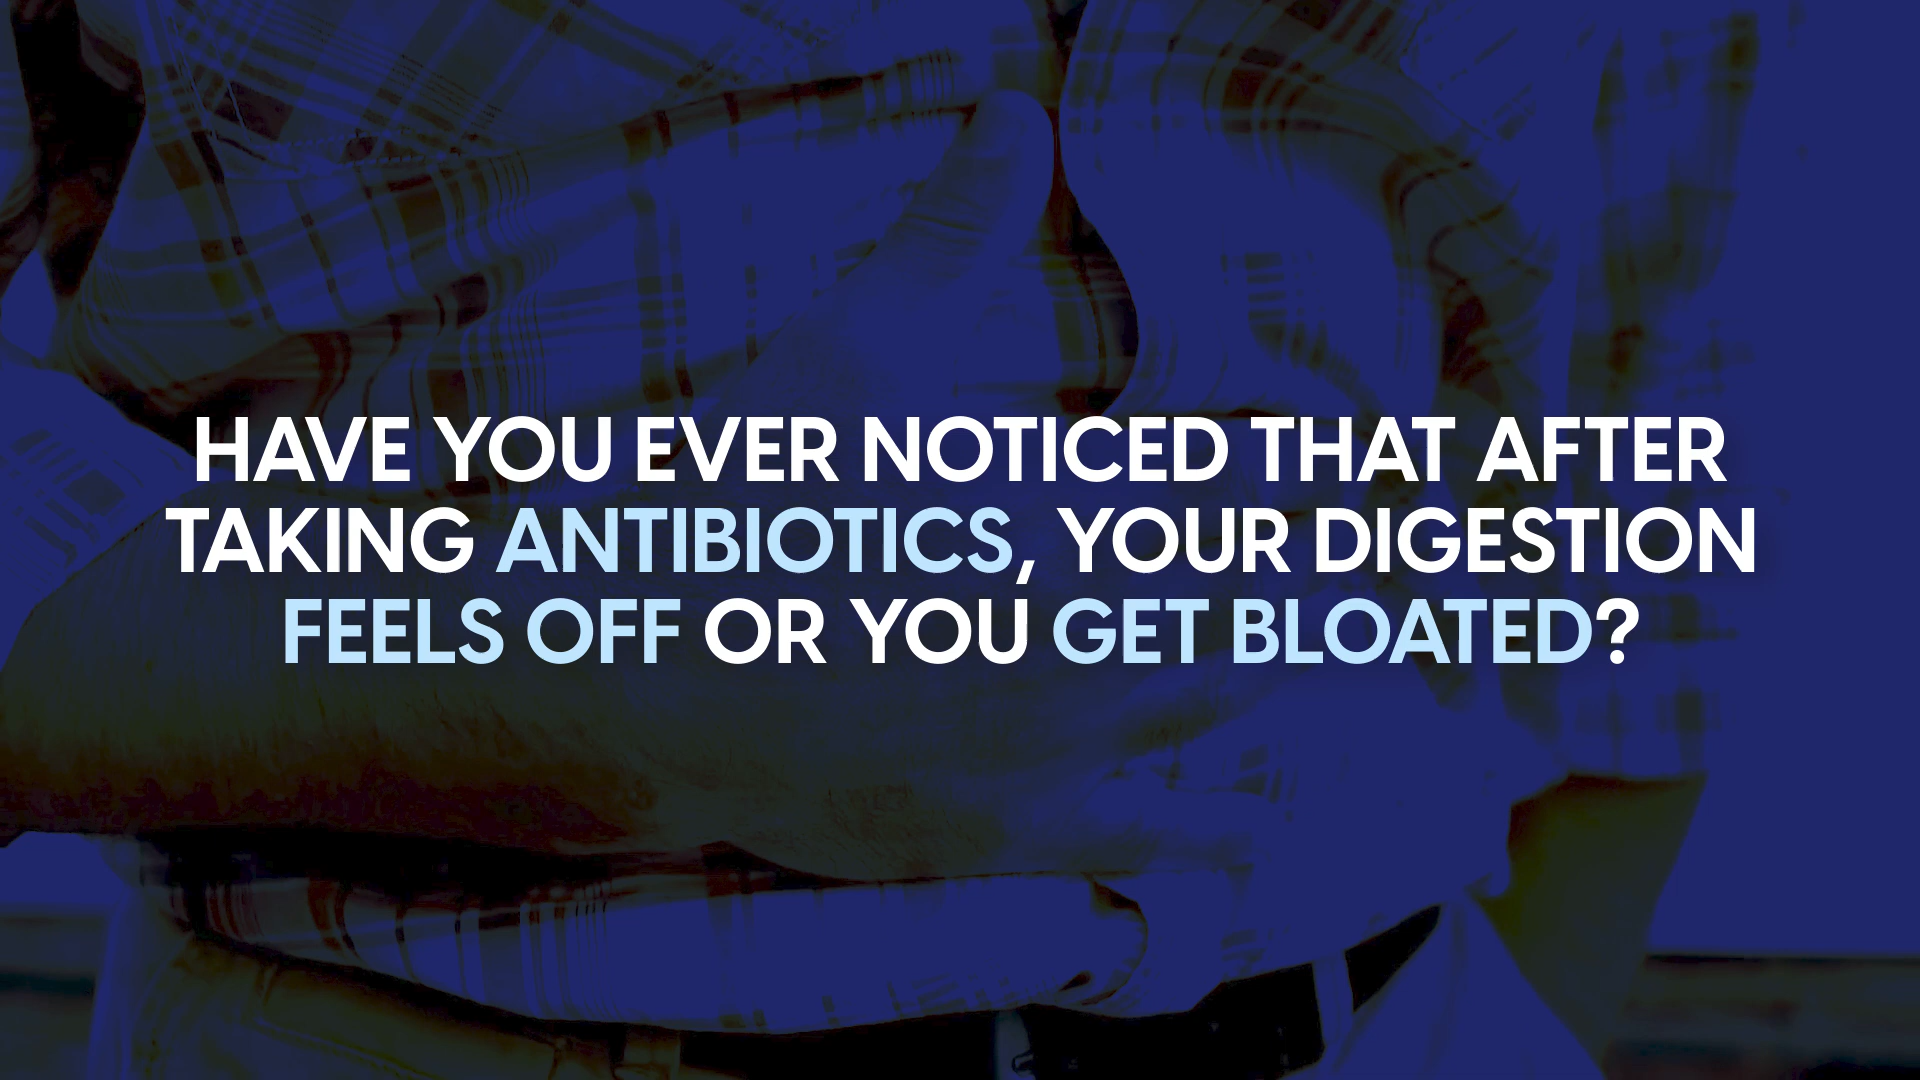 HAVE YOU EVER NOTICED THAT AFTER
TAKING ANTIBIOTICS, YOUR DIGESTION
FEELS OFF OR YOU GET BLOATED?